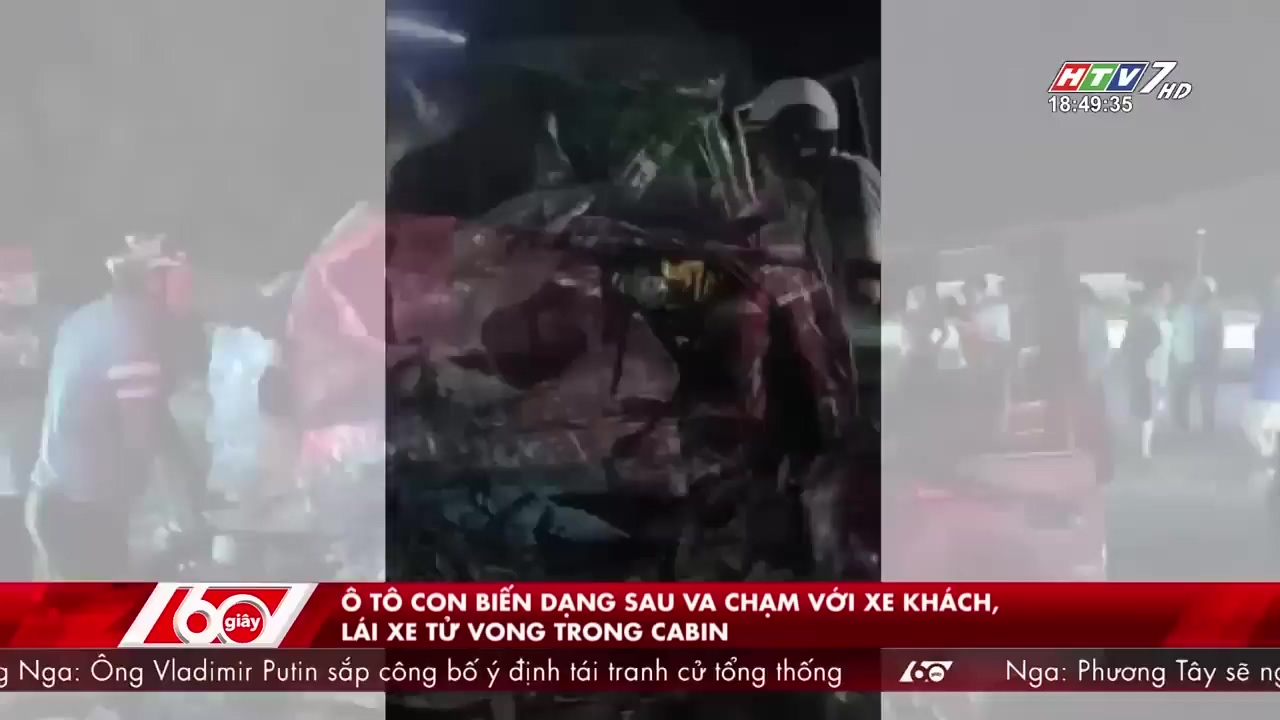 HTV7 HD
18:49:35
60 giây
Ô TÔ CON BIẾN DẠNG SAU VA CHẠM VỚI XE KHÁCH,
LÁI XE TỬ VONG TRONG CABIN
Nga: Ông Vladimir Putin sắp công bố ý định tái tranh cử tổng thống 60 Nga: Phương Tây sẽ